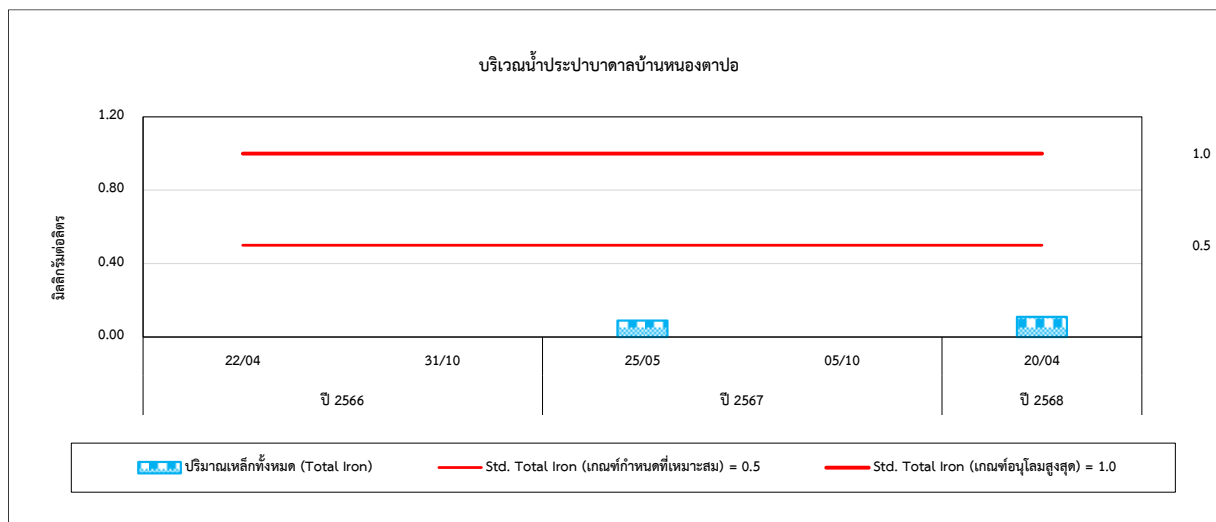 บริเวณน้ำประปาบาดาลบ้านหนองตาปอ
มิลลิกรัมต่อลิตร
1.20
0.80
0.40
0.00
1.0
0.5
22/04 31/10 25/05 05/10 20/04
ปี 2566 ปี 2567 ปี 2568
ปริมาณเหล็กทั้งหมด (Total Iron) Std. Total Iron (เกณฑ์กำหนดที่เหมาะสม) = 0.5 Std. Total Iron (เกณฑ์อนุโลมสูงสุด) = 1.0